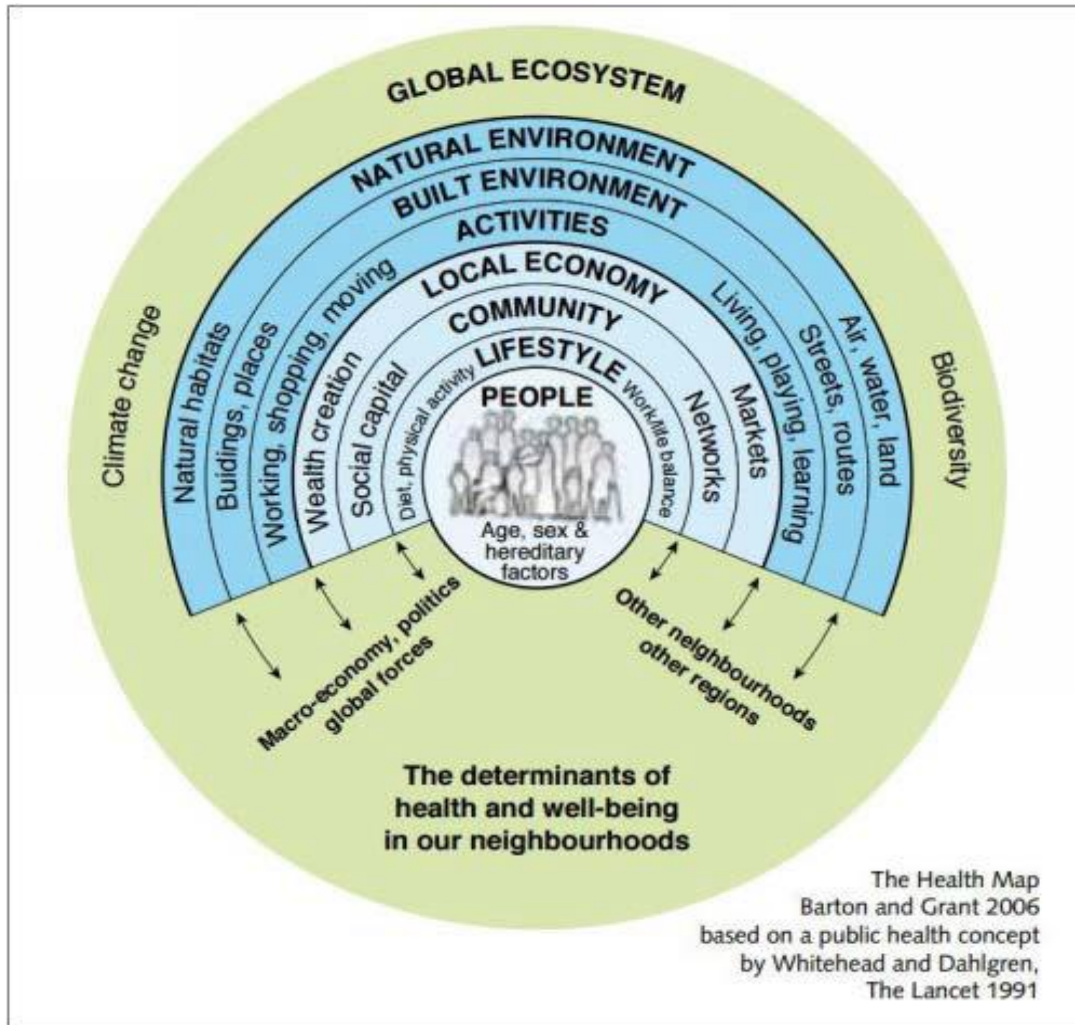 GLOBAL ECOSYSTEM
NATURAL ENVIRONMENT
BUILT ENVIRONMENT
ACTIVITIES
LOCAL ECONOMY
COMMUNITY
LIFESTYLE
PEOPLE
Age, sex &
hereditary
factors
Climate change
Natural habitats
Buidings, places
Working, shopping, moving
Wealth creation
Social capital
Diet, physical activity
Work/life balance
Networks
Markets
Living, playing, learning
Streets, routes
Air, water, land
Biodiversity
Macro-economy, politics
global forces
Other neighbourhoods
other regions
The determinants of
health and well-being
in our neighbourhoods
The Health Map
Barton and Grant 2006
based on a public health concept
by Whitehead and Dahlgren,
The Lancet 1991